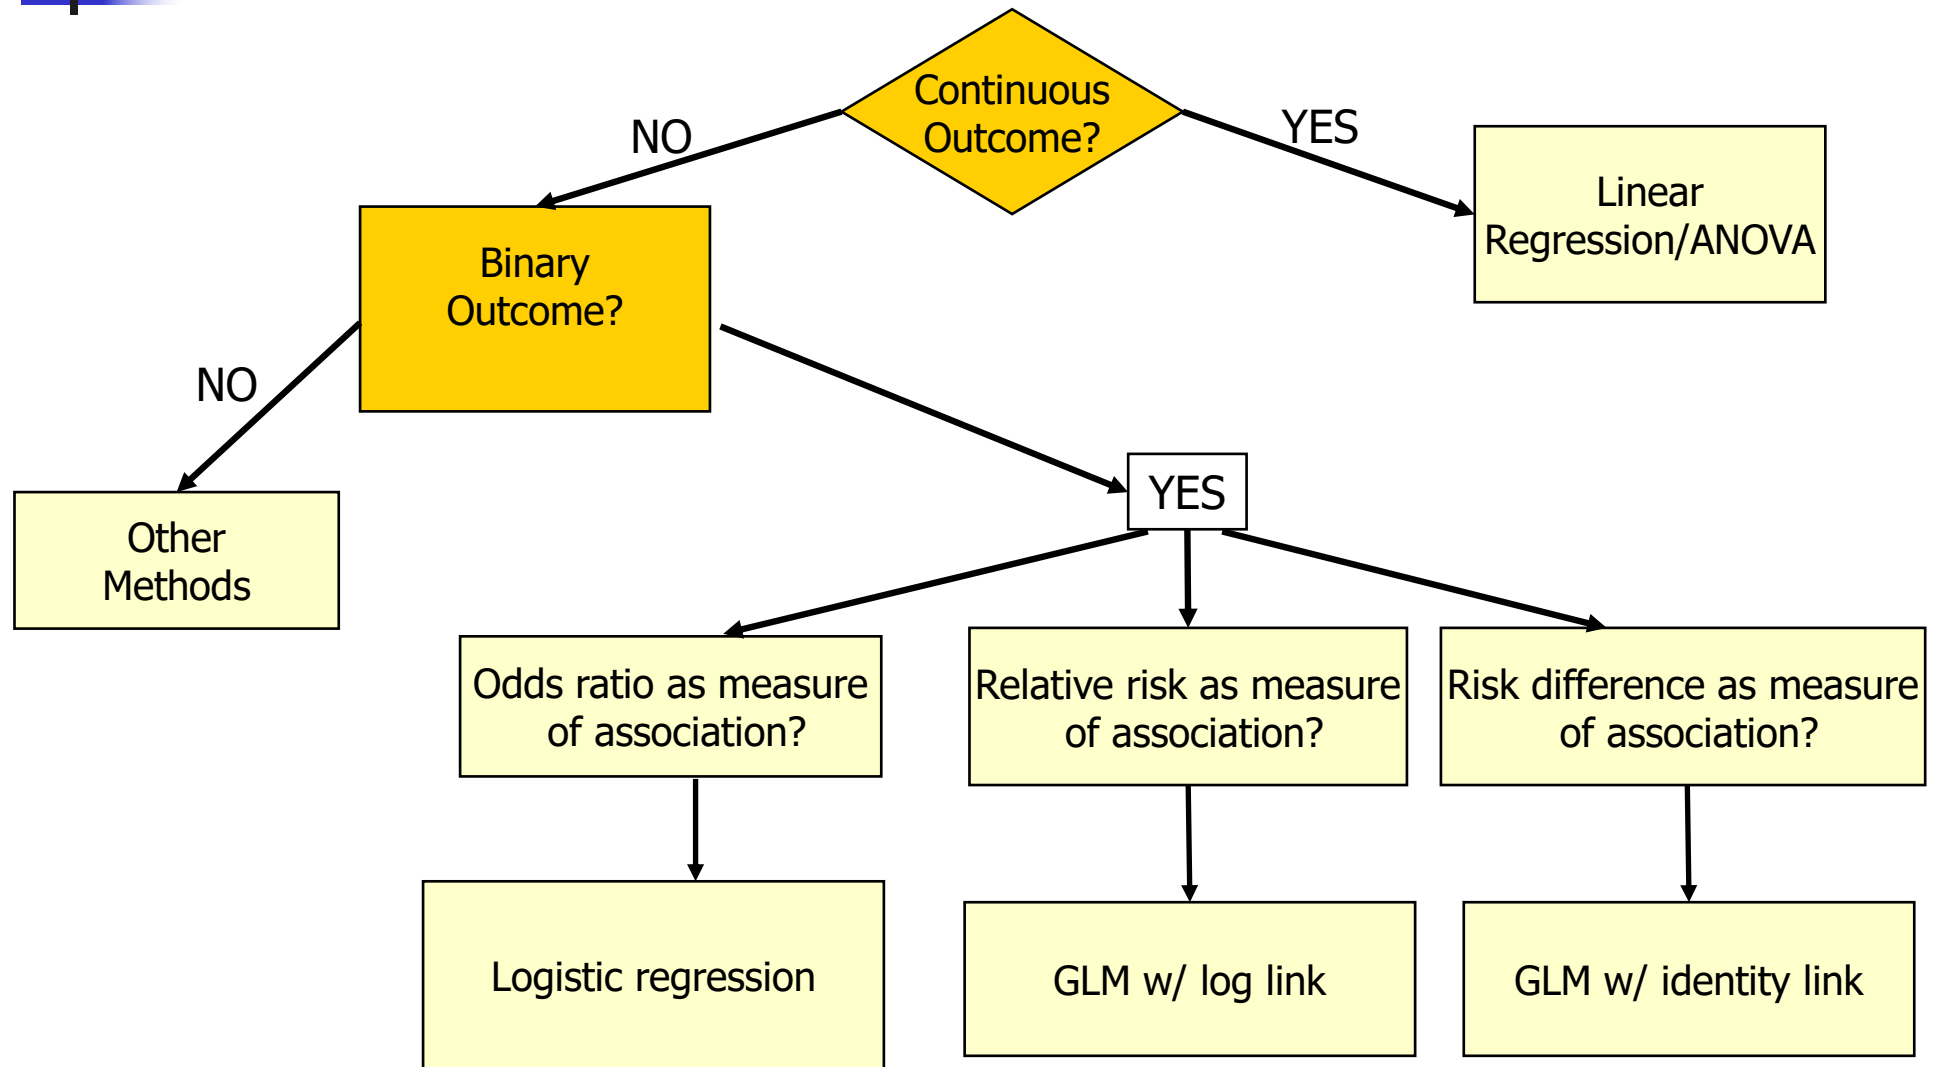 Continuous
Outcome?
NO
YES
Linear
Regression/ANOVA
Binary
Outcome?
NO
YES
Other
Methods
Odds ratio as measure
of association?
Relative risk as measure
of association?
Risk difference as measure
of association?
Logistic regression
GLM w/ log link
GLM w/ identity link